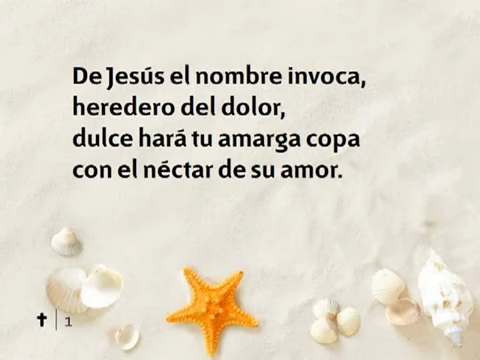 De Jesús el nombre invoca,
heredero del dolor,
dulce hará tu amarga copa
con el néctar de su amor.
✝ | 1